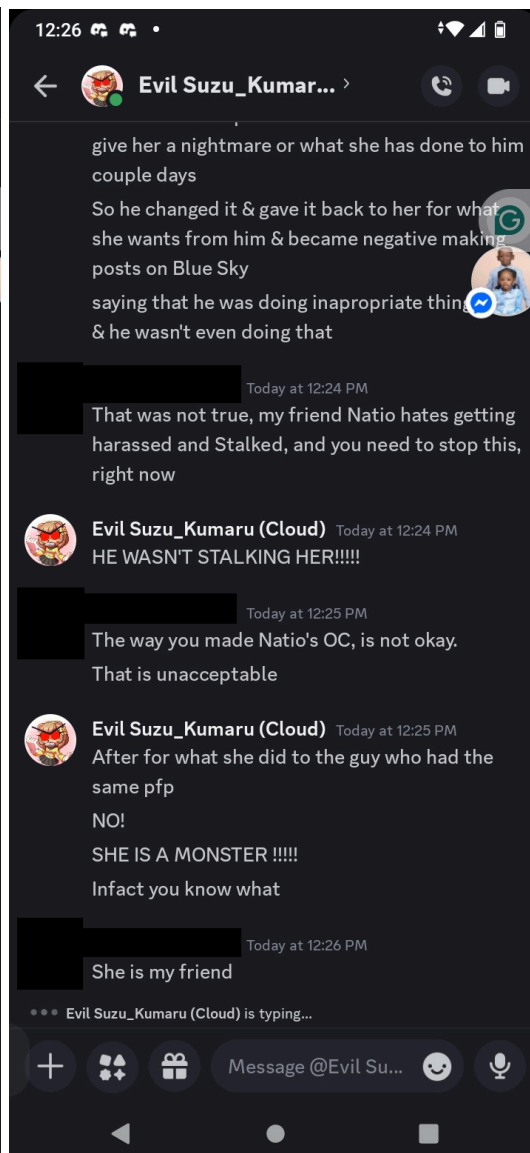 12:26
Evil Suzu_Kumar... >
give her a nightmare or what she has done to him
couple days
So he changed it & gave it back to her for what
she wants from him & became negative making
posts on Blue Sky
saying that he was doing inapropriate thing
& he wasn't even doing that
Today at 12:24 PM
That was not true, my friend Natio hates getting
harassed and Stalked, and you need to stop this,
right now
Evil Suzu_Kumaru (Cloud) Today at 12:24 PM
HE WASN'T STALKING HER!!!!!
Today at 12:25 PM
The way you made Natio's OC, is not okay.
That is unacceptable
Evil Suzu_Kumaru (Cloud) Today at 12:25 PM
After for what she did to the guy who had the
same pfp
NO!
SHE IS A MONSTER !!!!!
Infact you know what
Today at 12:26 PM
She is my friend
Evil Suzu_Kumaru (Cloud) is typing...
Message @Evil Su...